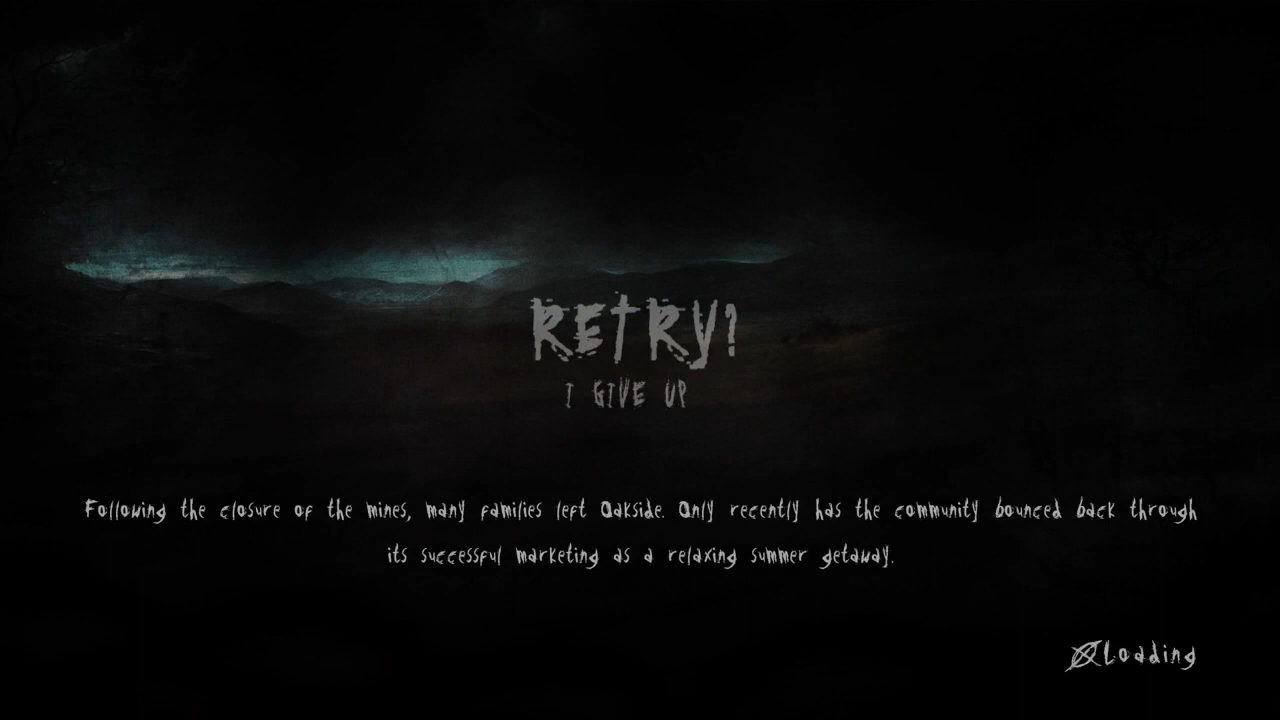 RETRY?
I GIVE UP
Following the closure of the mines, many families left Oakside. Only recently has the community bounced back through
its successful marketing as a relaxing summer getaway.
Loading